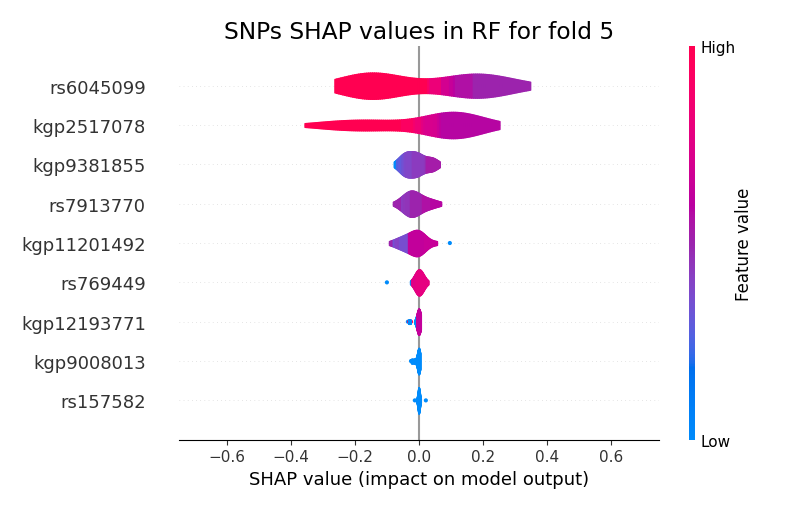 SNPs SHAP values in RF for fold 5
High
rs6045099
kgp2517078
kgp9381855
rs7913770
kgp11201492
rs769449
kgp12193771
kgp9008013
rs157582
Feature value
Low
−0.6 −0.4 −0.2 0.0 0.2 0.4 0.6
SHAP value (impact on model output)